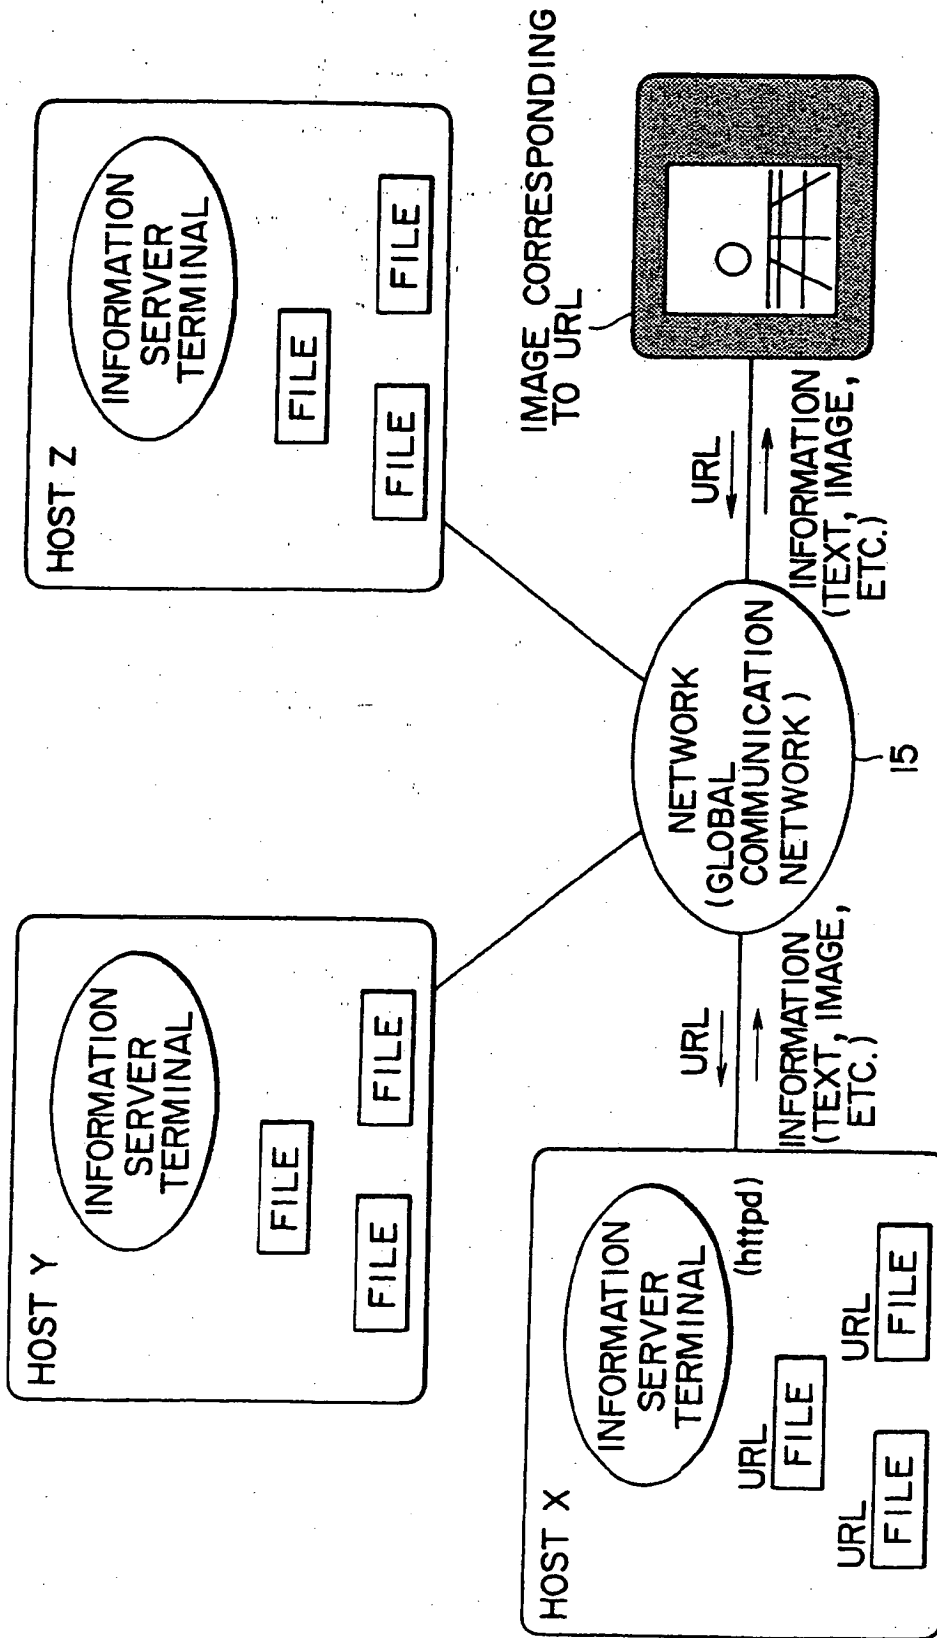 HOST Y
INFORMATION
SERVER
TERMINAL
FILE
FILE
FILE
HOST Z
INFORMATION
SERVER
TERMINAL
FILE
FILE
FILE
HOST X
INFORMATION
SERVER
TERMINAL
(httpd)
URL
FILE
URL
FILE
URL
FILE
URL
INFORMATION
(TEXT, IMAGE,
ETC.)
NETWORK
(GLOBAL
COMMUNICATION
NETWORK)
15
URL
INFORMATION
(TEXT, IMAGE,
ETC.)
IMAGE CORRESPONDING
TO URL